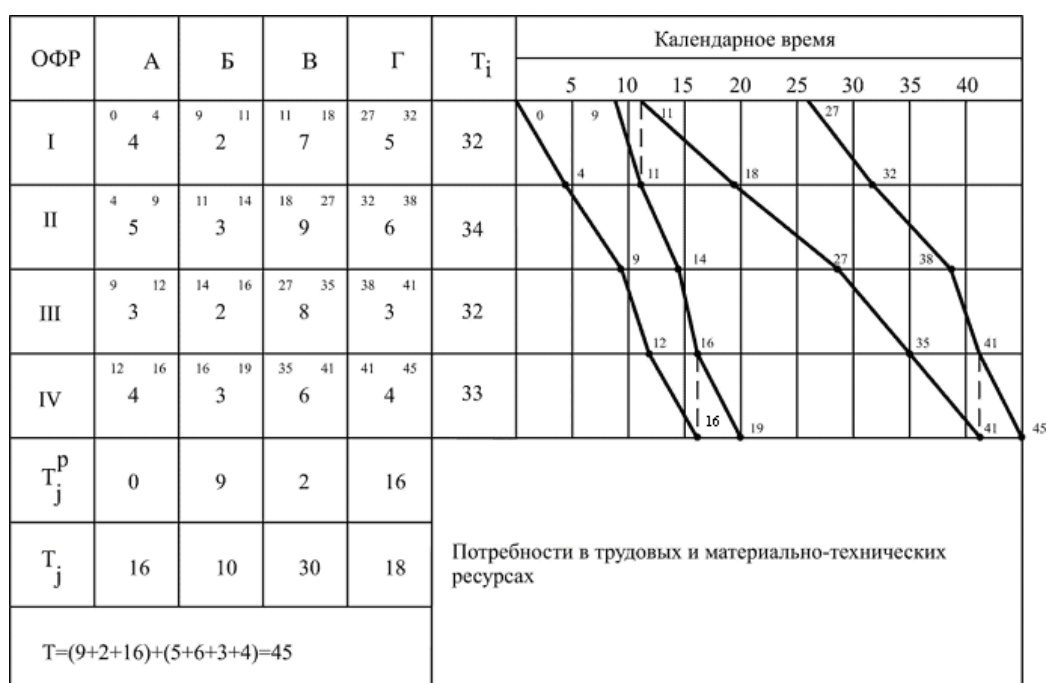 ОФР А Б В Г Tᵢ Календарное время
5 10 15 20 25 30 35 40
0 4 9 11 11 18 27 32 0 9 11 27
I 4 2 7 5 32
4 11 18 32
4 9 11 14 18 27 32 38
II 5 3 9 6 34
9 14 27 38
9 12 14 16 27 35 38 41
III 3 2 8 3 32
12 16 35 41
12 16 16 19 35 41 41 45
IV 4 3 6 4 33
16 19 41 45
Tⱼᵖ 0 9 2 16
Tⱼ 16 10 30 18
Потребности в трудовых и материально-технических
ресурсах
T=(9+2+16)+(5+6+3+4)=45